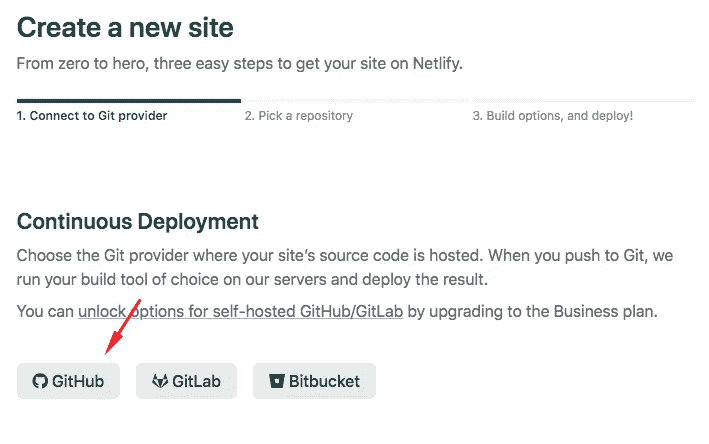 Create a new site
From zero to hero, three easy steps to get your site on Netlify.
1. Connect to Git provider
2. Pick a repository
3. Build options, and deploy!
Continuous Deployment
Choose the Git provider where your site's source code is hosted. When you push to Git, we
run your build tool of choice on our servers and deploy the result.
You can unlock options for self-hosted GitHub/GitLab by upgrading to the Business plan.
GitHub
GitLab
Bitbucket